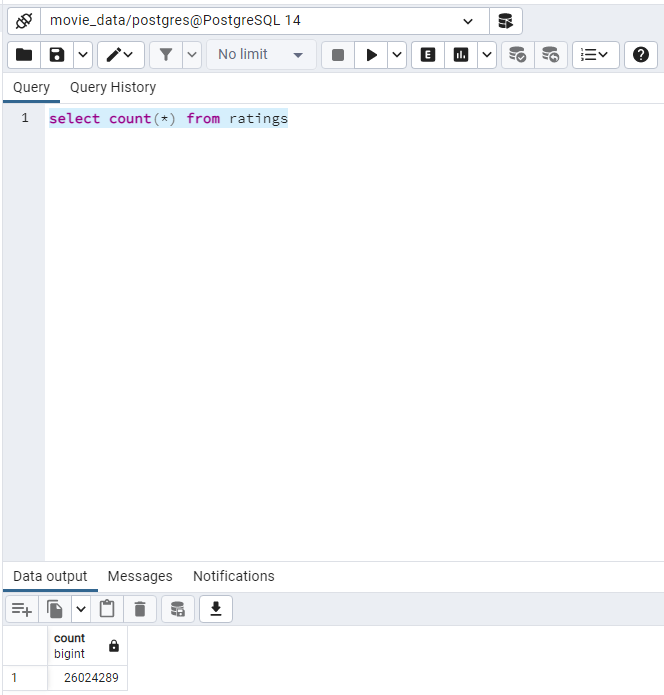 movie_data/postgres@PostgreSQL 14
No limit
E
Query Query History
1 select count(*) from ratings
Data output Messages Notifications
count
bigint
1 26024289